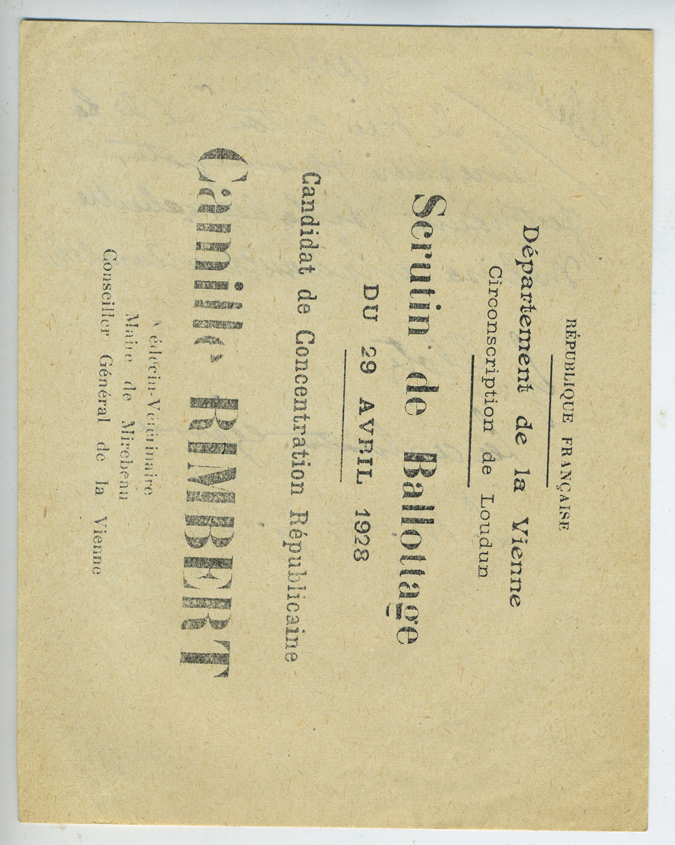 RÉPUBLIQUE FRANÇAISE
Département de la Vienne
Circonscription de Loudun
Scrutin de Ballottage
DU 29 AVRIL 1928
Candidat de Concentration Républicaine
Camille RIMBERT
Médecin-Vétérinaire
Maire de Mirebeau
Conseiller Général de la Vienne